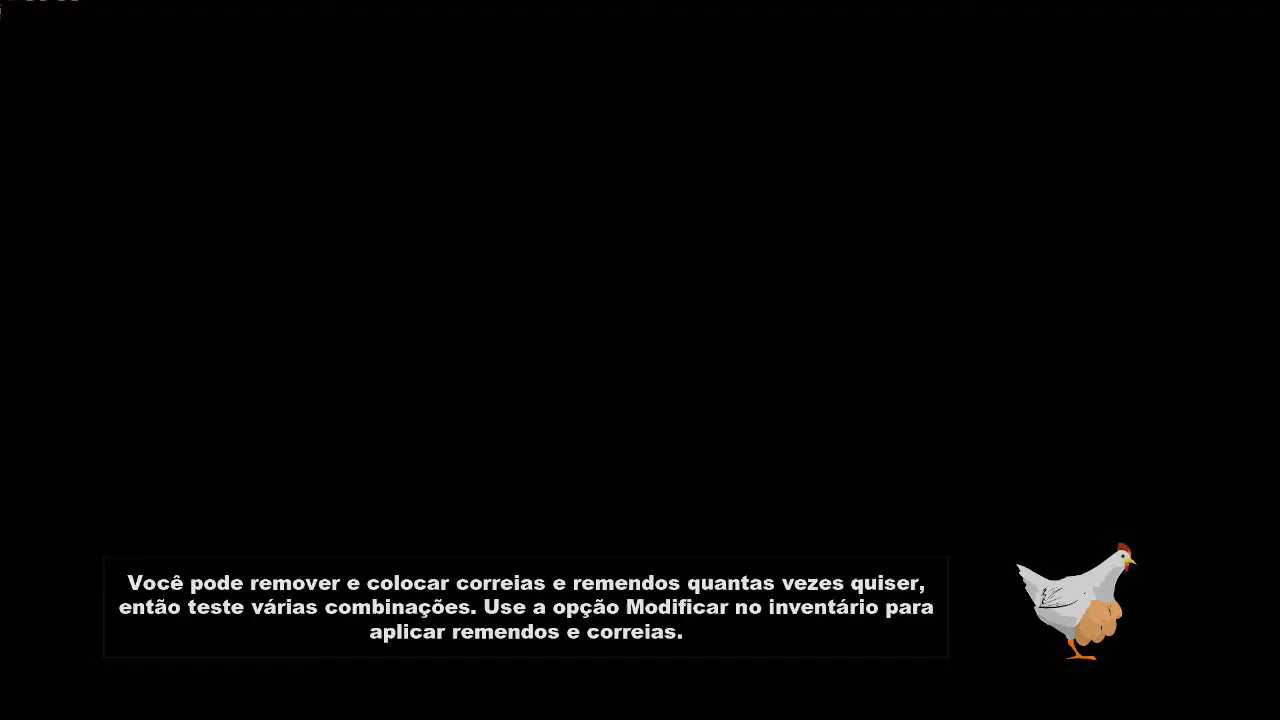 Você pode remover e colocar correias e remendos quantas vezes quiser,
então teste várias combinações. Use a opção Modificar no inventário para
aplicar remendos e correias.